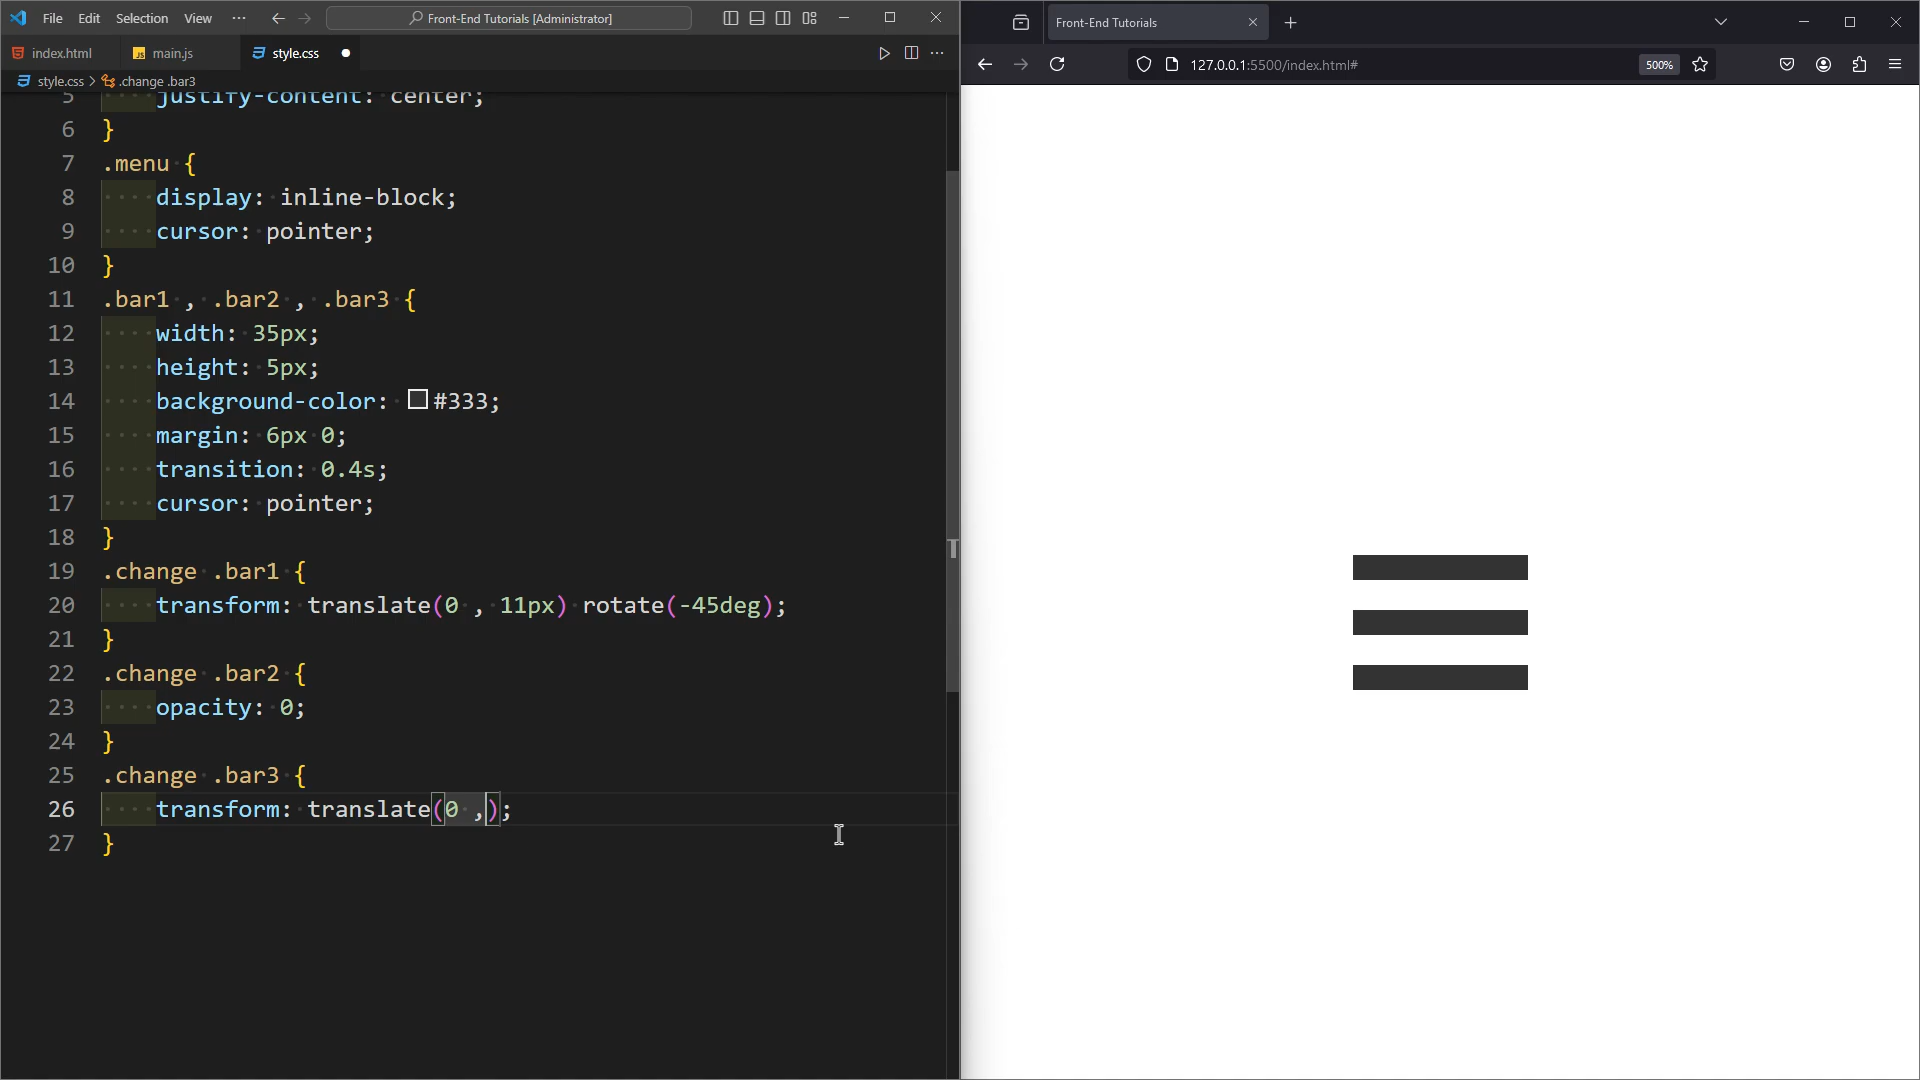 File Edit Selection View ··· Front-End Tutorials [Administrator]
index.html JS main.js style.css
style.css > .change .bar3
5 justify-content: center;
6 }
7 .menu {
8 display: inline-block;
9 cursor: pointer;
10 }
11 .bar1 , .bar2 , .bar3 {
12 width: 35px;
13 height: 5px;
14 background-color: #333;
15 margin: 6px 0;
16 transition: 0.4s;
17 cursor: pointer;
18 }
19 .change .bar1 {
20 transform: translate(0 , 11px) rotate(-45deg);
21 }
22 .change .bar2 {
23 opacity: 0;
24 }
25 .change .bar3 {
26 transform: translate(0 ,);
27 }
Front-End Tutorials
127.0.0.1:5500/index.html# 500%